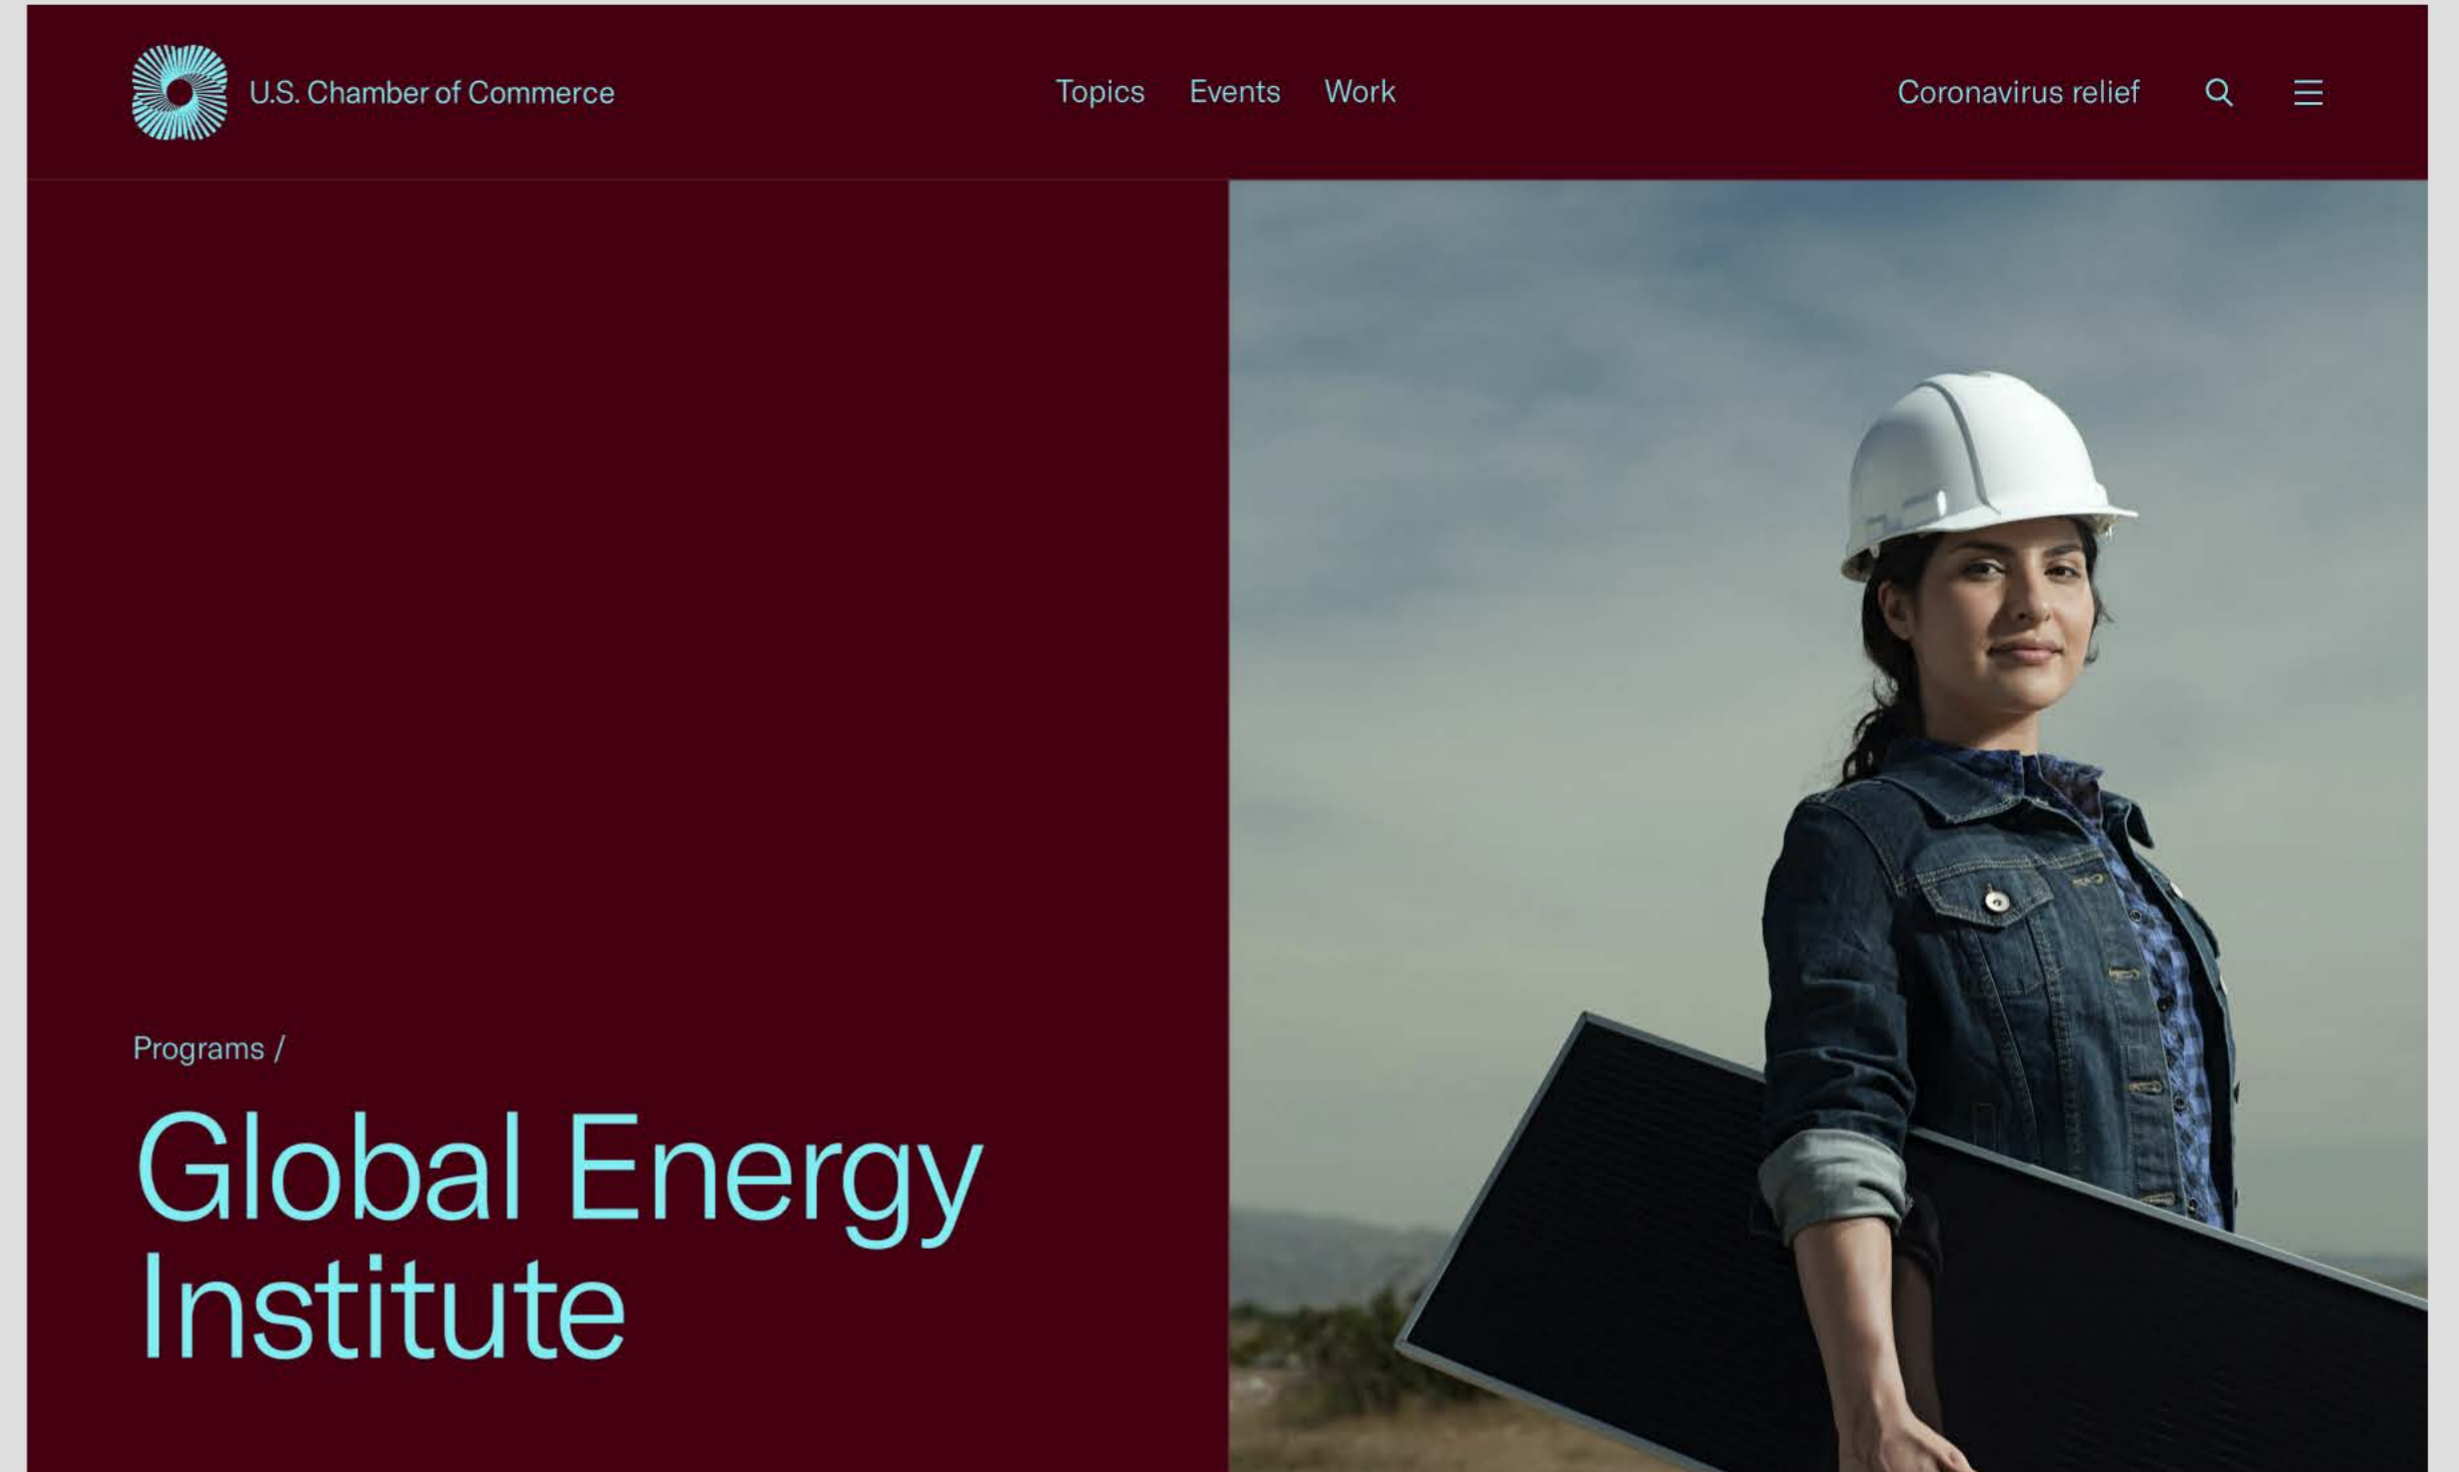 U.S. Chamber of Commerce
Topics Events Work
Coronavirus relief
Programs /
Global Energy
Institute